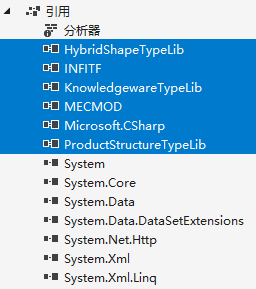 引用
分析器
HybridShapeTypeLib
INFITF
KnowledgewareTypeLib
MECMOD
Microsoft.CSharp
ProductStructureTypeLib
System
System.Core
System.Data
System.Data.DataSetExtensions
System.Net.Http
System.Xml
System.Xml.Linq